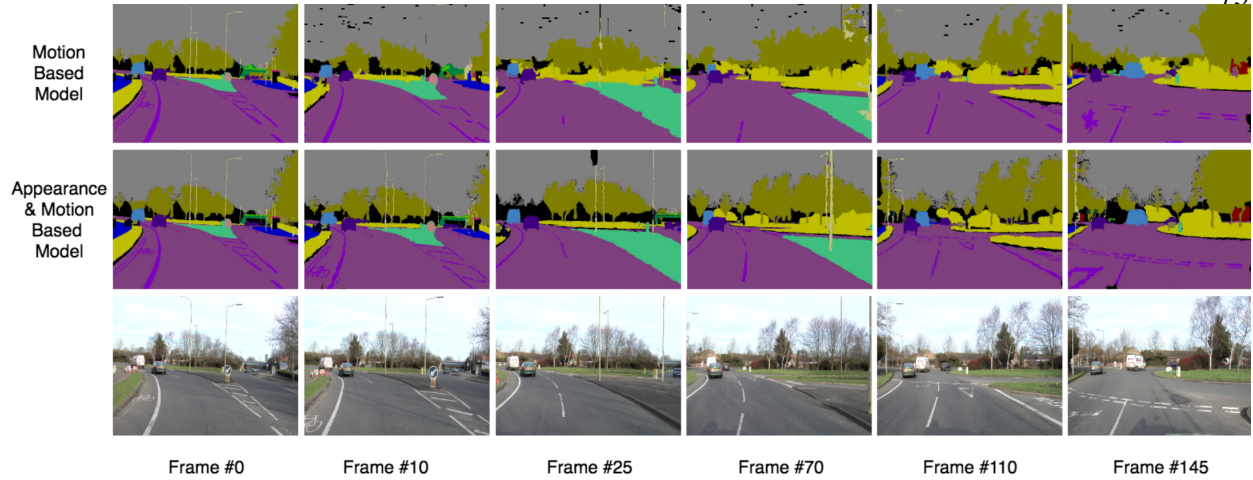 Motion
Based
Model
Appearance
& Motion
Based
Model
Frame #0
Frame #10
Frame #25
Frame #70
Frame #110
Frame #145